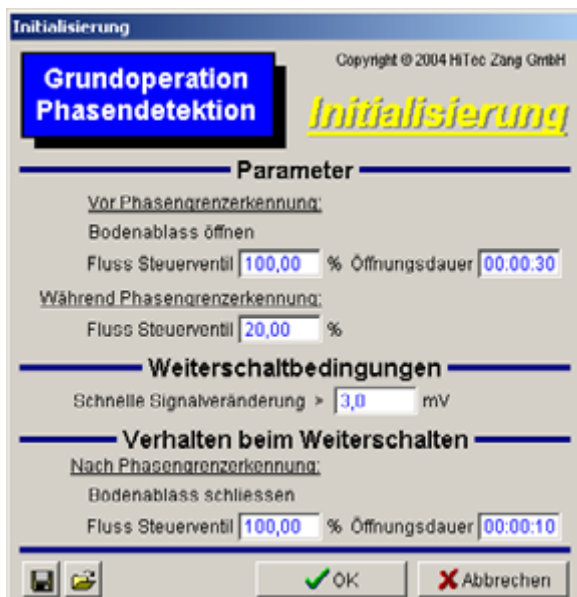 Initialisierung
Grundoperation
Phasendetektion
Copyright © 2004 HiTec Zang GmbH
Initialisierung
Parameter
Vor Phasengrenzerkennung:
Bodenablass öffnen
Fluss Steuerventil 100,00 % Öffnungsdauer 00:00:30
Während Phasengrenzerkennung:
Fluss Steuerventil 20,00 %
Weiterschaltbedingungen
Schnelle Signalveränderung > 3,0 mV
Verhalten beim Weiterschalten
Nach Phasengrenzerkennung:
Bodenablass schliessen
Fluss Steuerventil 100,00 % Öffnungsdauer 00:00:10
OK Abbrechen